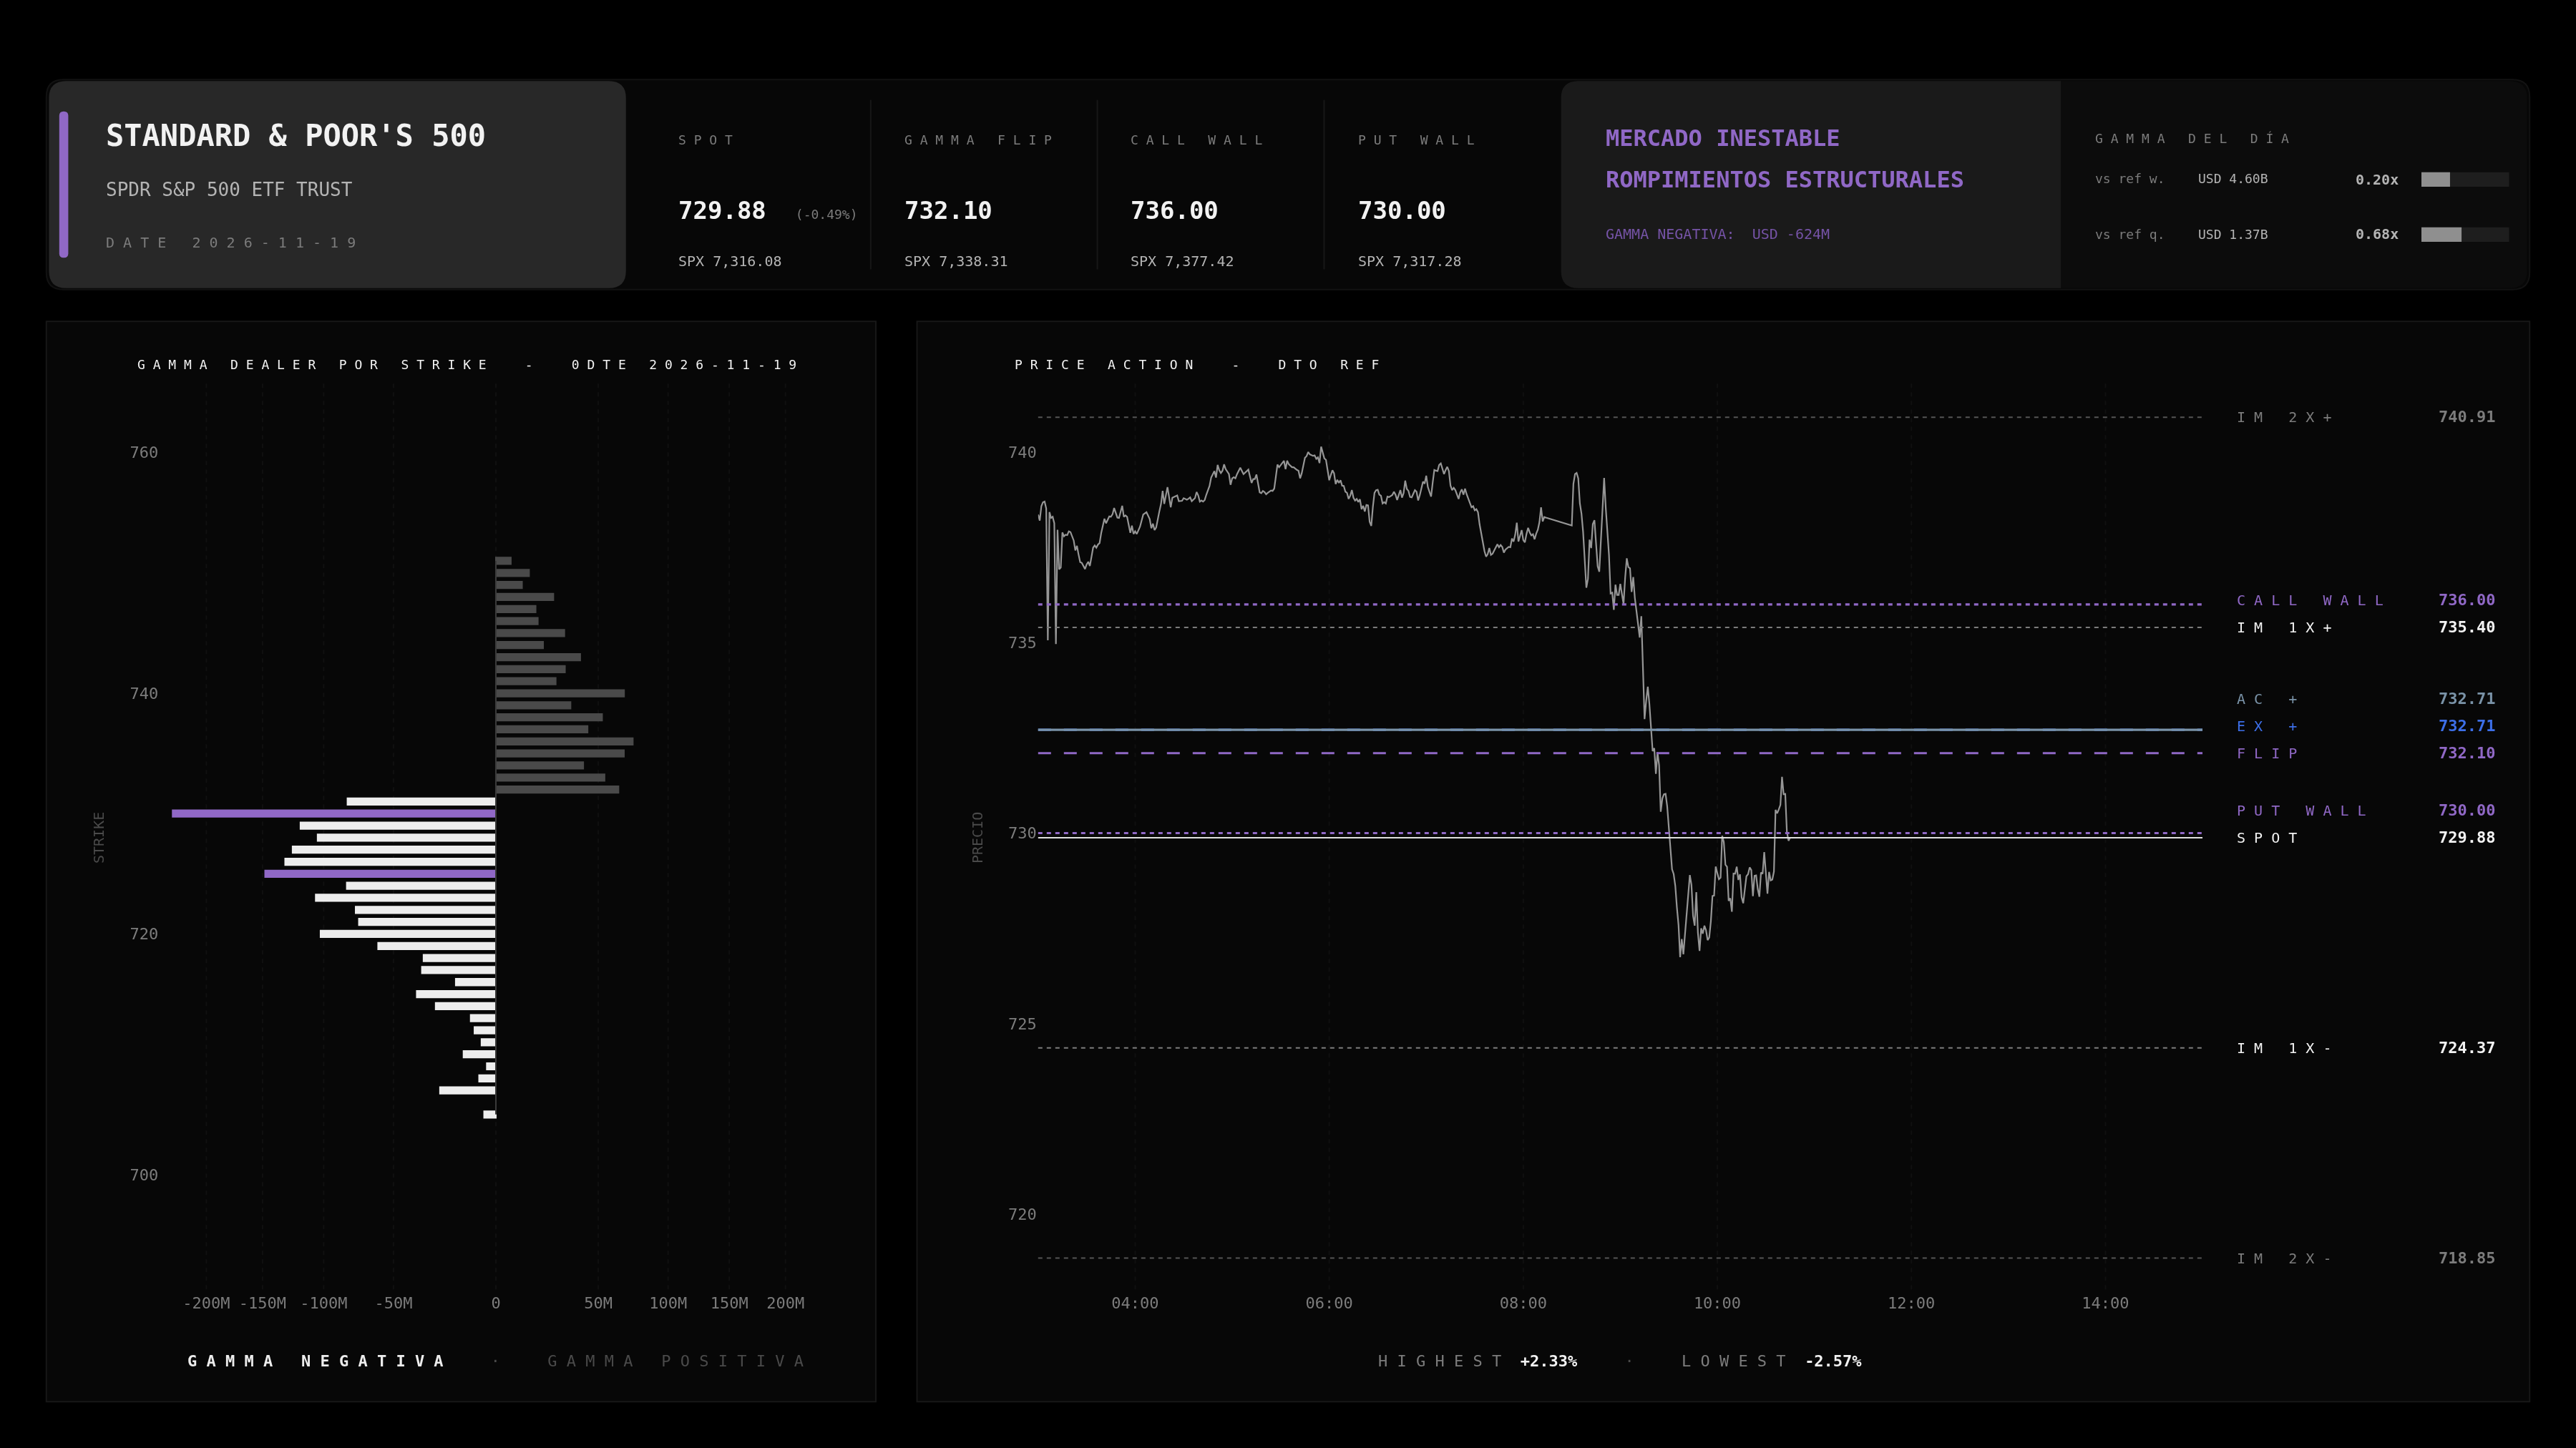 STANDARD & POOR'S 500
SPDR S&P 500 ETF TRUST
DATE 2026-11-19
SPOT
729.88 (-0.49%)
SPX 7,316.08
GAMMA FLIP
732.10
SPX 7,338.31
CALL WALL
736.00
SPX 7,377.42
PUT WALL
730.00
SPX 7,317.28
MERCADO INESTABLE
ROMPIMIENTOS ESTRUCTURALES
GAMMA NEGATIVA: USD -624M
GAMMA DEL DÍA
vs ref w. USD 4.60B 0.20x
vs ref q. USD 1.37B 0.68x
GAMMA DEALER POR STRIKE - 0DTE 2026-11-19
760
740
720
700
STRIKE
-200M -150M -100M -50M 0 50M 100M 150M 200M
GAMMA NEGATIVA · GAMMA POSITIVA
PRICE ACTION - DTO REF
740
735
730
725
720
PRECIO
IM 2X+ 740.91
CALL WALL 736.00
IM 1X+ 735.40
AC + 732.71
EX + 732.71
FLIP 732.10
PUT WALL 730.00
SPOT 729.88
IM 1X- 724.37
IM 2X- 718.85
04:00 06:00 08:00 10:00 12:00 14:00
HIGHEST +2.33% · LOWEST -2.57%